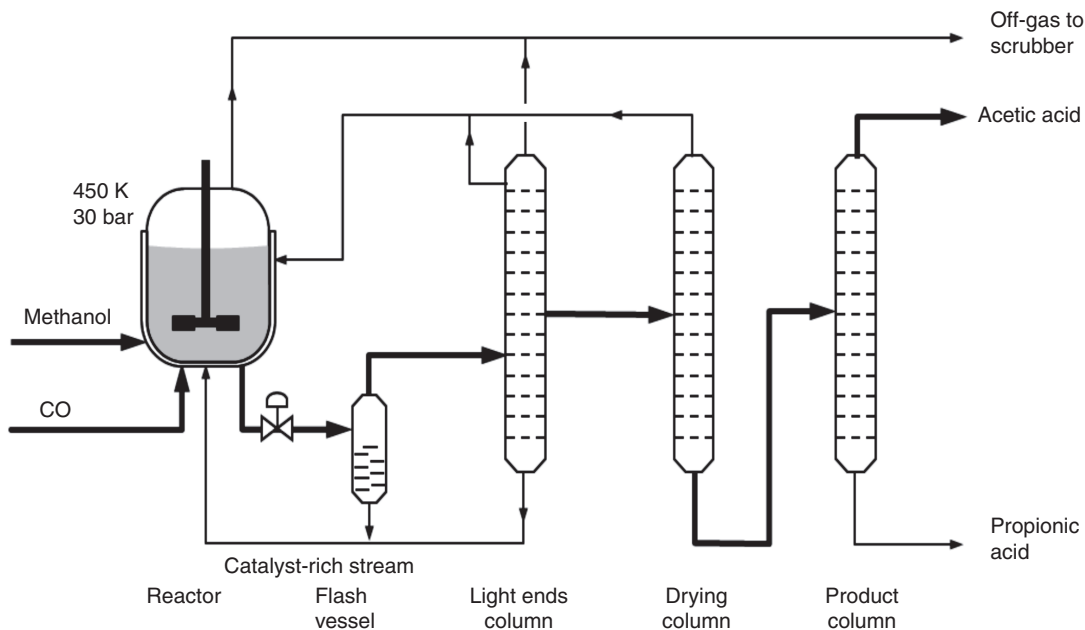 Off-gas to
scrubber
Acetic acid
450 K
30 bar
Methanol
CO
Propionic
acid
Catalyst-rich stream
Reactor
Flash
vessel
Light ends
column
Drying
column
Product
column